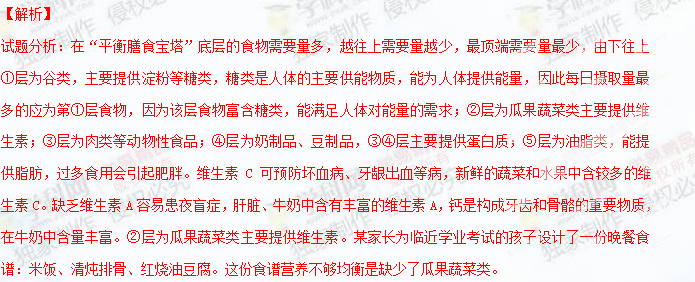 【解析】
试题分析：在“平衡膳食宝塔”底层的食物需要量多，越往上需要量越少，最顶端需要量最少，由下往上
①层为谷类，主要提供淀粉等糖类，糖类是人体的主要供能物质，能为人体提供能量，因此每日摄取量最
多的应为第①层食物，因为该层食物富含糖类，能满足人体对能量的需求；②层为瓜果蔬菜类主要提供维
生素；③层为肉类等动物性食品；④层为奶制品、豆制品，③④层主要提供蛋白质；⑤层为油脂类，能提
供脂肪，过多食用会引起肥胖。维生素 C 可预防坏血病、牙龈出血等病，新鲜的蔬菜和水果中含较多的维
生素 C。缺乏维生素 A 容易患夜盲症，肝脏、牛奶中含有丰富的维生素 A，钙是构成牙齿和骨骼的重要物质，
在牛奶中含量丰富。②层为瓜果蔬菜类主要提供维生素。某家长为临近学业考试的孩子设计了一份晚餐食
谱：米饭、清炖排骨、红烧油豆腐。这份食谱营养不够均衡是缺少了瓜果蔬菜类。